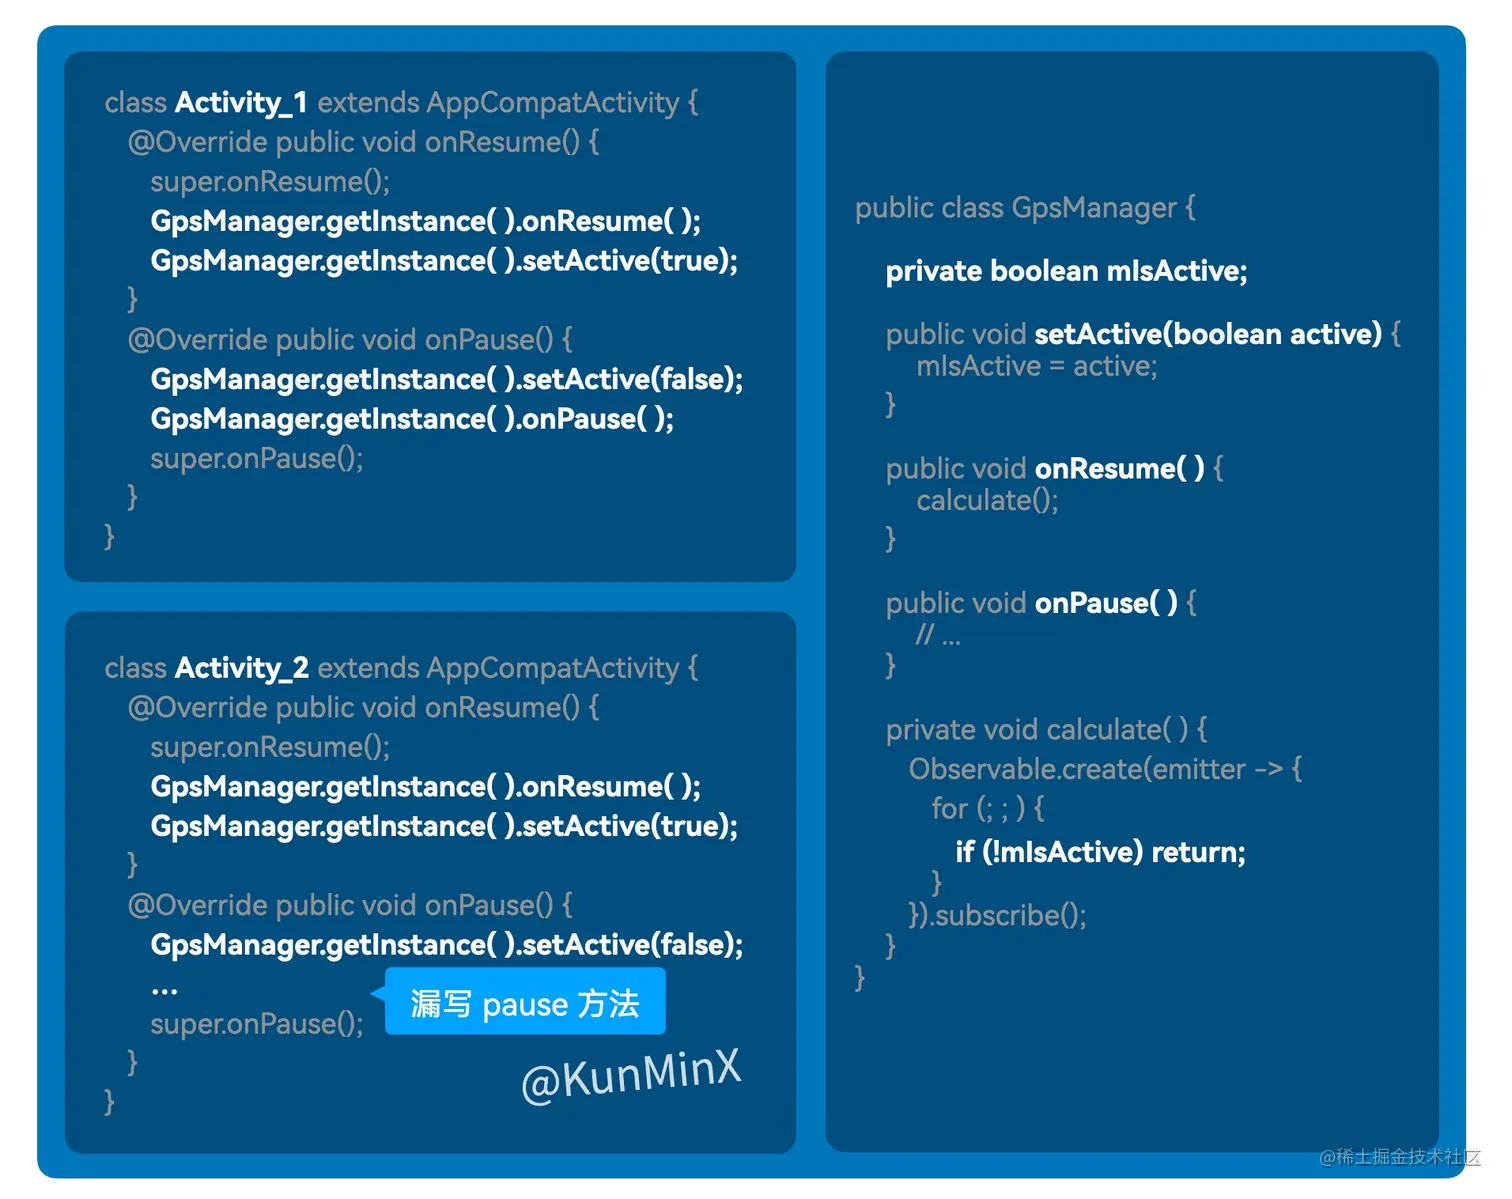 class Activity_1 extends AppCompatActivity {
@Override public void onResume() {
super.onResume();
GpsManager.getInstance( ).onResume( );
GpsManager.getInstance( ).setActive(true);
}
@Override public void onPause() {
GpsManager.getInstance( ).setActive(false);
GpsManager.getInstance( ).onPause( );
super.onPause();
}
}
class Activity_2 extends AppCompatActivity {
@Override public void onResume() {
super.onResume();
GpsManager.getInstance( ).onResume( );
GpsManager.getInstance( ).setActive(true);
}
@Override public void onPause() {
GpsManager.getInstance( ).setActive(false);
...
漏写 pause 方法
super.onPause();
}
}
@KunMinX
public class GpsManager {
private boolean mIsActive;
public void setActive(boolean active) {
mIsActive = active;
}
public void onResume( ) {
calculate();
}
public void onPause( ) {
// ...
}
private void calculate( ) {
Observable.create(emitter -> {
for (; ; ) {
if (!mIsActive) return;
}
}).subscribe();
}
}
@稀土掘金技术社区